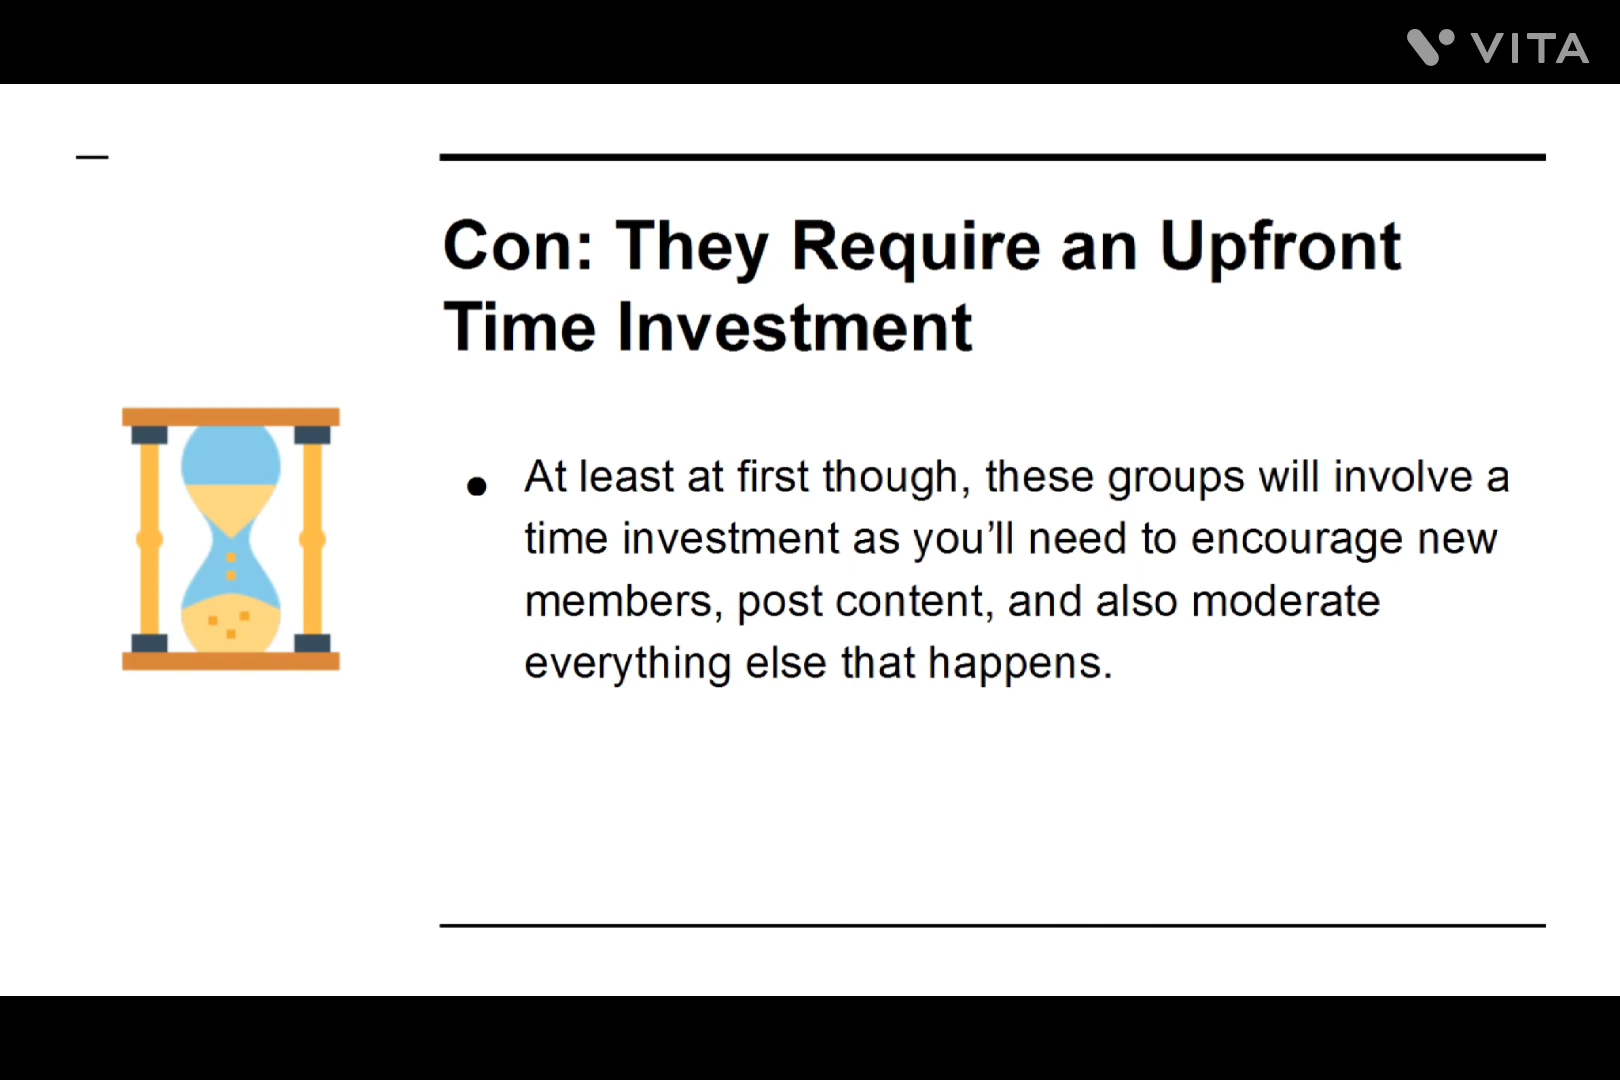 VITA
Con: They Require an Upfront
Time Investment
● At least at first though, these groups will involve a
time investment as you’ll need to encourage new
members, post content, and also moderate
everything else that happens.